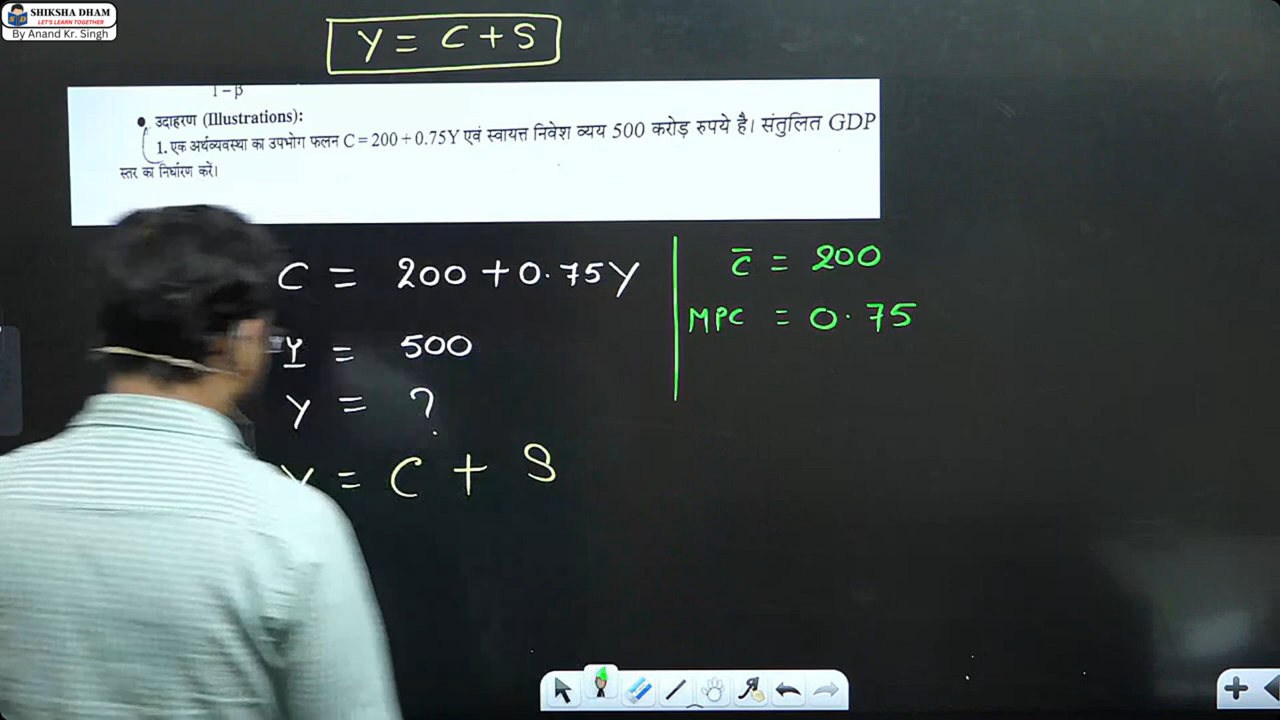 SHIKSHA DHAM
LET'S LEARN TOGETHER
By Anand Kr. Singh
Y = C + S
1 – β
● उदाहरण (Illustrations):
1. एक अर्थव्यवस्था का उपभोग फलन C = 200 + 0.75Y एवं स्वायत्त निवेश व्यय 500 करोड़ रुपये है। संतुलित GDP
स्तर का निर्धारण करें।
C = 200 + 0.75Y
Y = 500
Y = ?
Y = C + S
C̅ = 200
MPC = 0.75